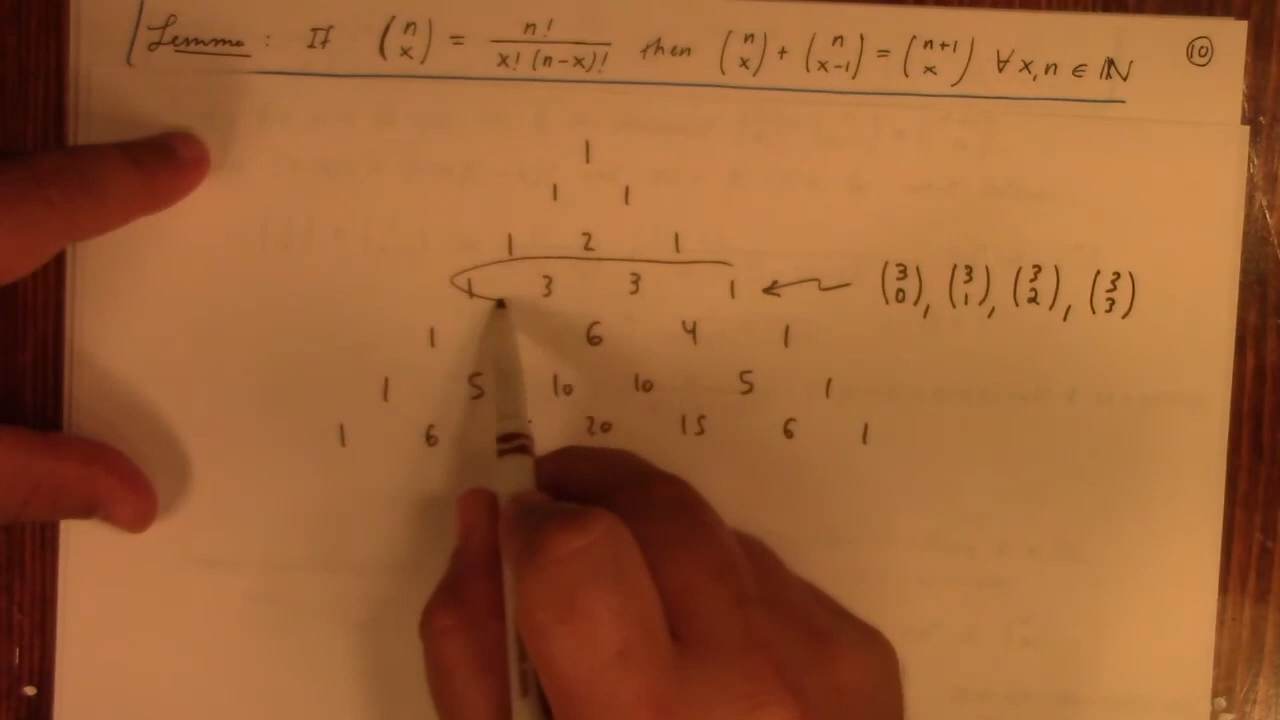 Lemma : If (n x) = n! / x! (n-x)! then (n x) + (n x-1) = (n+1 x) ∀ x, n ∈ ℕ (10)
1
1 1
1 2 1
1 3 3 1 ← (3 0), (3 1), (3 2), (3 3)
1 6 4 1
1 5 10 10 5 1
1 6 20 15 6 1